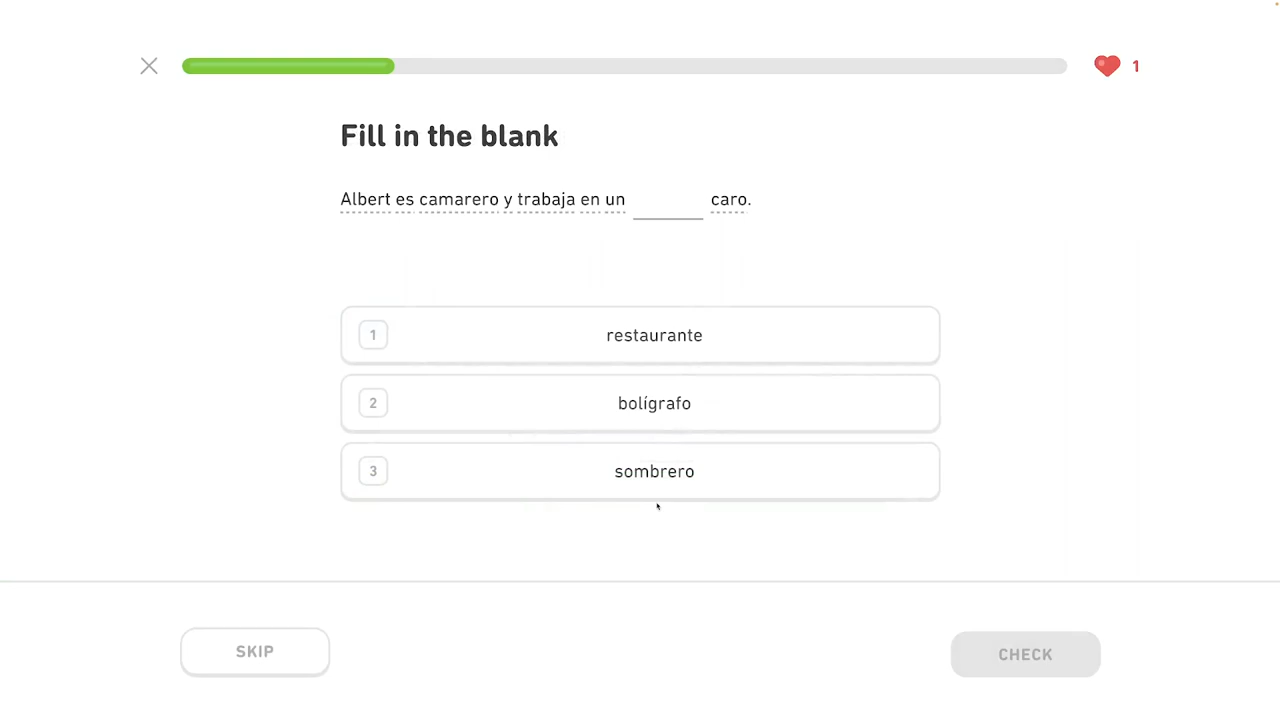 1
Fill in the blank
Albert es camarero y trabaja en un ________ caro.
1 restaurante
2 bolígrafo
3 sombrero
SKIP
CHECK